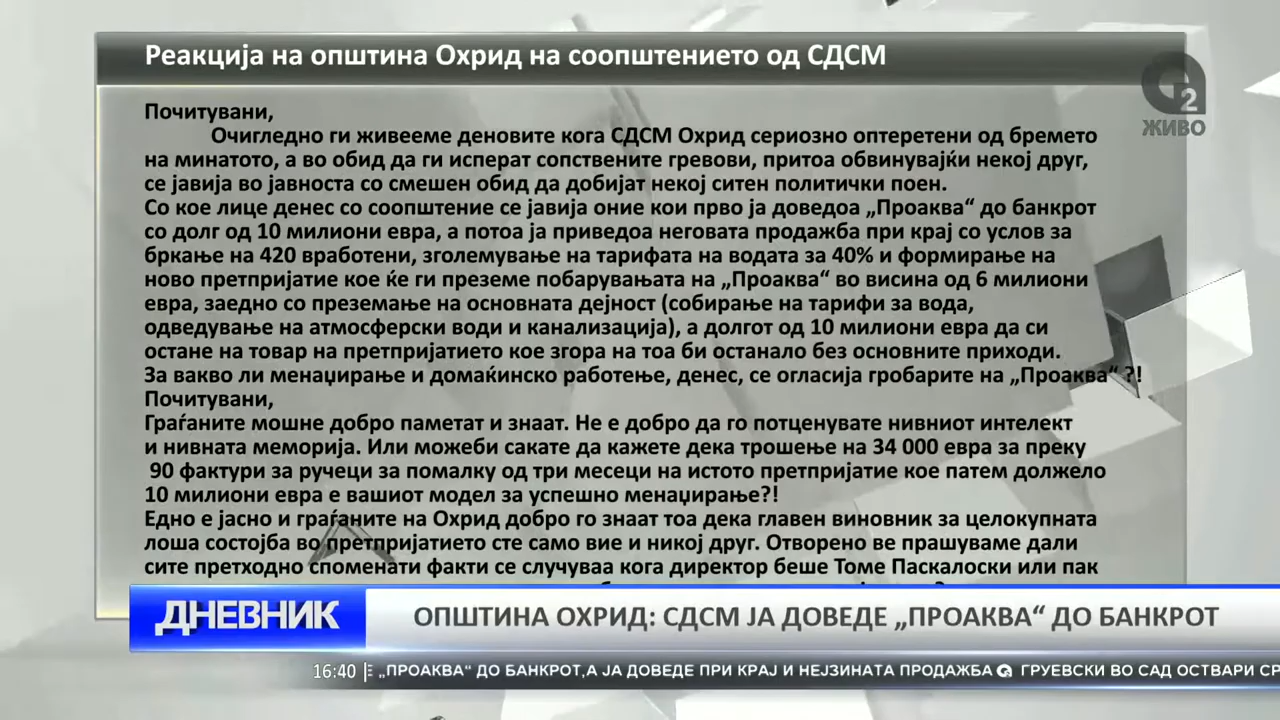 Реакција на општина Охрид на соопштението од СДСМ
2
ЖИВО
Почитувани,
Очигледно ги живееме деновите кога СДСМ Охрид сериозно оптеретени од бремето
на минатото, а во обид да ги исперат сопствените гревови, притоа обвинувајќи некој друг,
се јавија во јавноста со смешен обид да добијат некој ситен политички поен.
Со кое лице денес со соопштение се јавија оние кои прво ја доведоа „Проаква“ до банкрот
со долг од 10 милиони евра, а потоа ја приведоа неговата продажба при крај со услов за
бркање на 420 вработени, зголемување на тарифата на водата за 40% и формирање на
ново претпријатие кое ќе ги преземе побарувањата на „Проаква“ во висина од 6 милиони
евра, заедно со преземање на основната дејност (собирање на тарифи за вода,
одведување на атмосферски води и канализација), а долгот од 10 милиони евра да си
остане на товар на претпријатието кое згора на тоа би останало без основните приходи.
За вакво ли менаџирање и домаќинско работење, денес, се огласија гробарите на „Проаква“ ?!
Почитувани,
Граѓаните мошне добро паметат и знаат. Не е добро да го потценувате нивниот интелект
и нивната меморија. Или можеби сакате да кажете дека трошење на 34 000 евра за преку
90 фактури за ручеци за помалку од три месеци на истото претпријатие кое патем должело
10 милиони евра е вашиот модел за успешно менаџирање?!
Едно е јасно и граѓаните на Охрид добро го знаат тоа дека главен виновник за целокупната
лоша состојба во претпријатието сте само вие и никој друг. Отворено ве прашуваме дали
сите претходно споменати факти се случуваа кога директор беше Томе Паскалоски или пак
ДНЕВНИК
ОПШТИНА ОХРИД: СДСМ ЈА ДОВЕДЕ „ПРОАКВА“ ДО БАНКРОТ
16:40 Е „ПРОАКВА“ ДО БАНКРОТ,А ЈА ДОВЕДЕ ПРИ КРАЈ И НЕЈЗИНАТА ПРОДАЖБА ГРУЕВСКИ ВО САД ОСТВАРИ СР